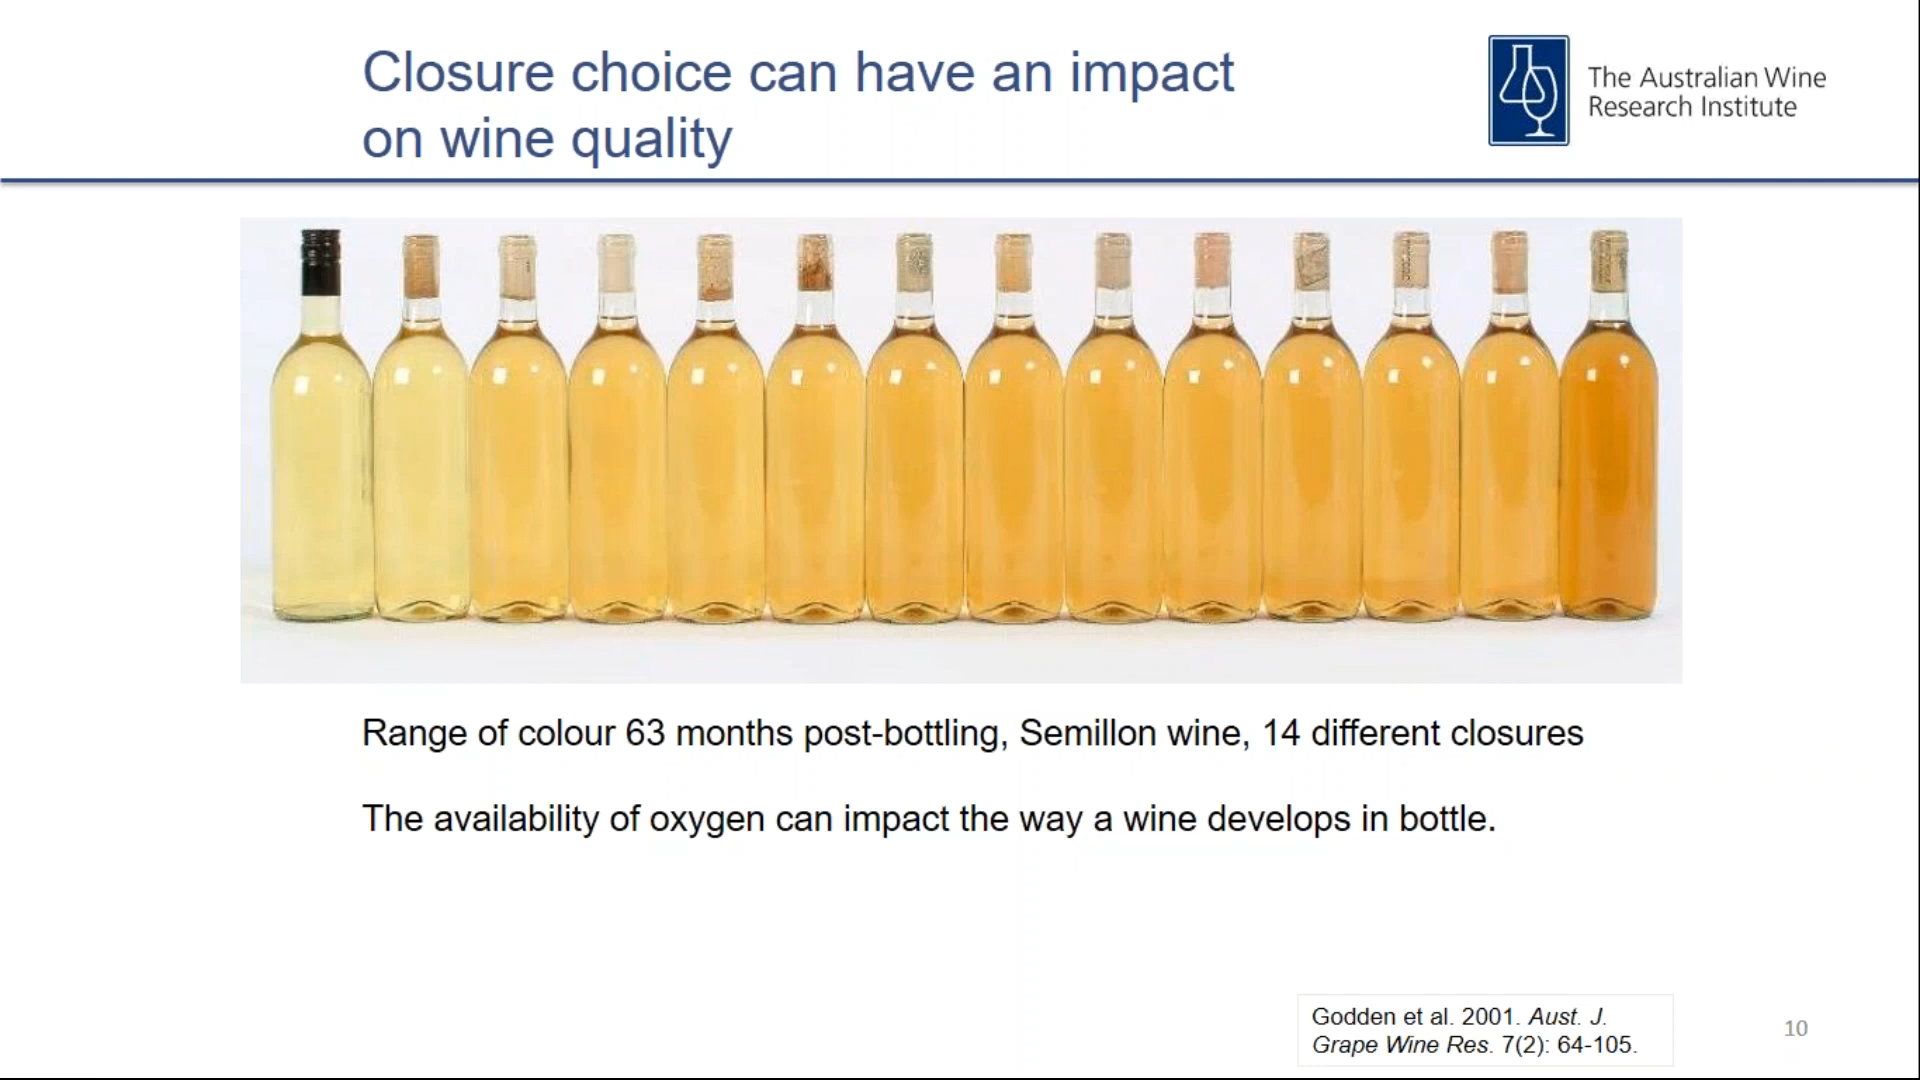 Closure choice can have an impact
on wine quality
The Australian Wine
Research Institute
Range of colour 63 months post-bottling, Semillon wine, 14 different closures
The availability of oxygen can impact the way a wine develops in bottle.
Godden et al. 2001. Aust. J.
Grape Wine Res. 7(2): 64-105.
10